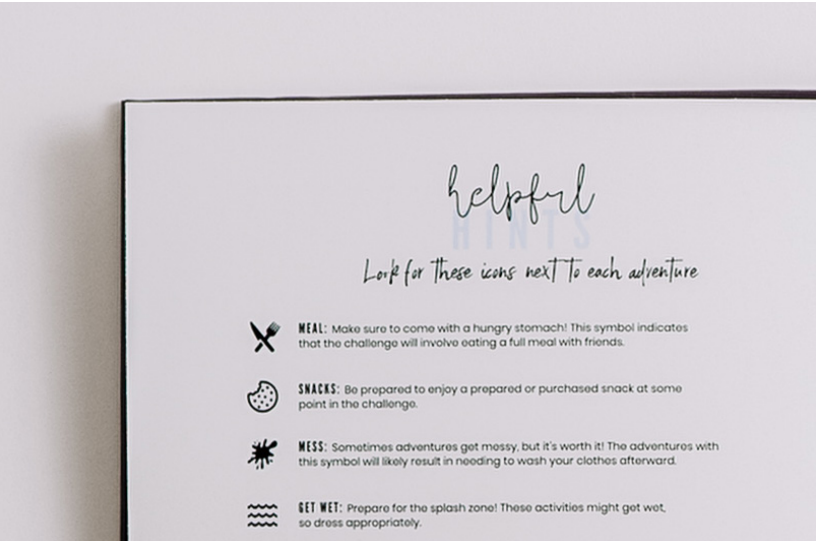 helpful
HINTS
Look for these icons next to each adventure
MEAL: Make sure to come with a hungry stomach! This symbol indicates
that the challenge will involve eating a full meal with friends.
SNACKS: Be prepared to enjoy a prepared or purchased snack at some
point in the challenge.
MESS: Sometimes adventures get messy, but it's worth it! The adventures with
this symbol will likely result in needing to wash your clothes afterward.
GET WET: Prepare for the splash zone! These activities might get wet,
so dress appropriately.